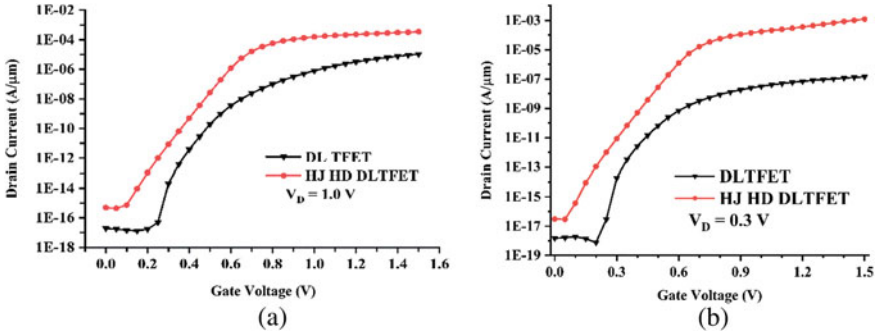 (a)
1E-04
1E-06
1E-08
1E-10
1E-12
1E-14
1E-16
1E-18
Drain Current (A/μm)
DL TFET
HJ HD DLTFET
V_D = 1.0 V
0.0 0.2 0.4 0.6 0.8 1.0 1.2 1.4 1.6
Gate Voltage (V)
(a)
(b)
1E-03
1E-05
1E-07
1E-09
1E-11
1E-13
1E-15
1E-17
1E-19
Drain Current (A/μm)
DLTFET
HJ HD DLTFET
V_D = 0.3 V
0.0 0.3 0.6 0.9 1.2 1.5
Gate Voltage (V)
(b)